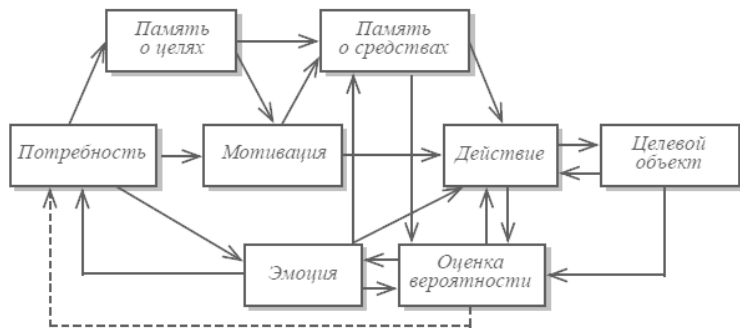 Память
о целях
Память
о средствах
Потребность
Мотивация
Действие
Целевой
объект
Эмоция
Оценка
вероятности